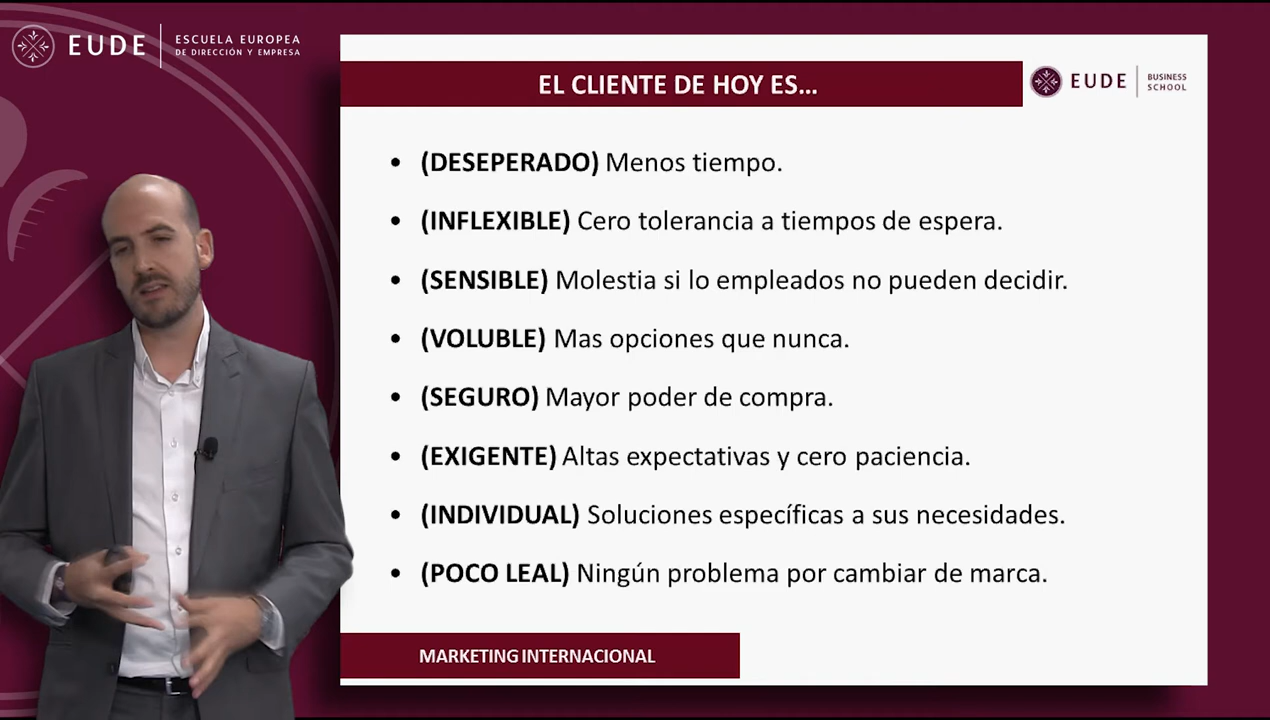 EUDE
ESCUELA EUROPEA
DE DIRECCIÓN Y EMPRESA
EL CLIENTE DE HOY ES...
EUDE
BUSINESS
SCHOOL
• (DESEPERADO) Menos tiempo.
• (INFLEXIBLE) Cero tolerancia a tiempos de espera.
• (SENSIBLE) Molestia si lo empleados no pueden decidir.
• (VOLUBLE) Mas opciones que nunca.
• (SEGURO) Mayor poder de compra.
• (EXIGENTE) Altas expectativas y cero paciencia.
• (INDIVIDUAL) Soluciones específicas a sus necesidades.
• (POCO LEAL) Ningún problema por cambiar de marca.
MARKETING INTERNACIONAL